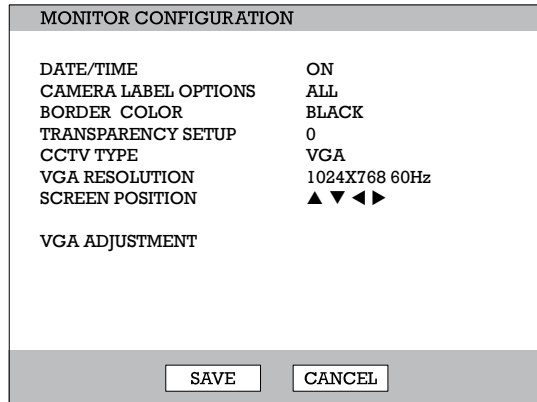 MONITOR CONFIGURATION
DATE/TIME ON
CAMERA LABEL OPTIONS ALL
BORDER COLOR BLACK
TRANSPARENCY SETUP 0
CCTV TYPE VGA
VGA RESOLUTION 1024X768 60Hz
SCREEN POSITION ▲ ▼ ◀ ▶
VGA ADJUSTMENT
SAVE CANCEL